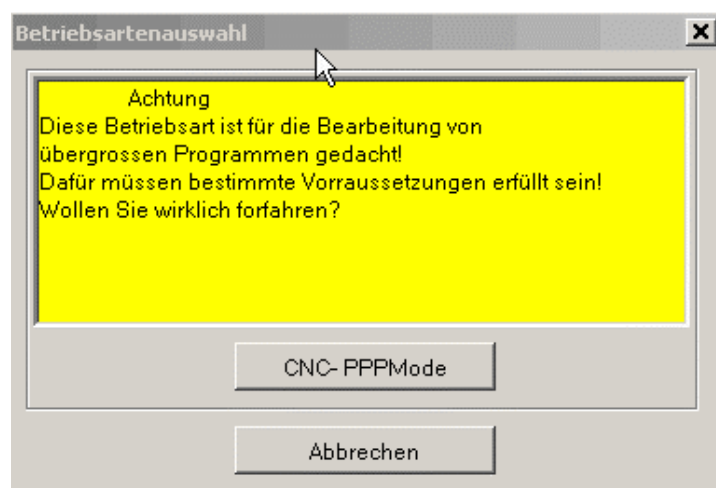 Betriebsartenauswahl
Achtung
Diese Betriebsart ist für die Bearbeitung von
übergrossen Programmen gedacht!
Dafür müssen bestimmte Vorraussetzungen erfüllt sein!
Wollen Sie wirklich forfahren?
CNC- PPPMode
Abbrechen